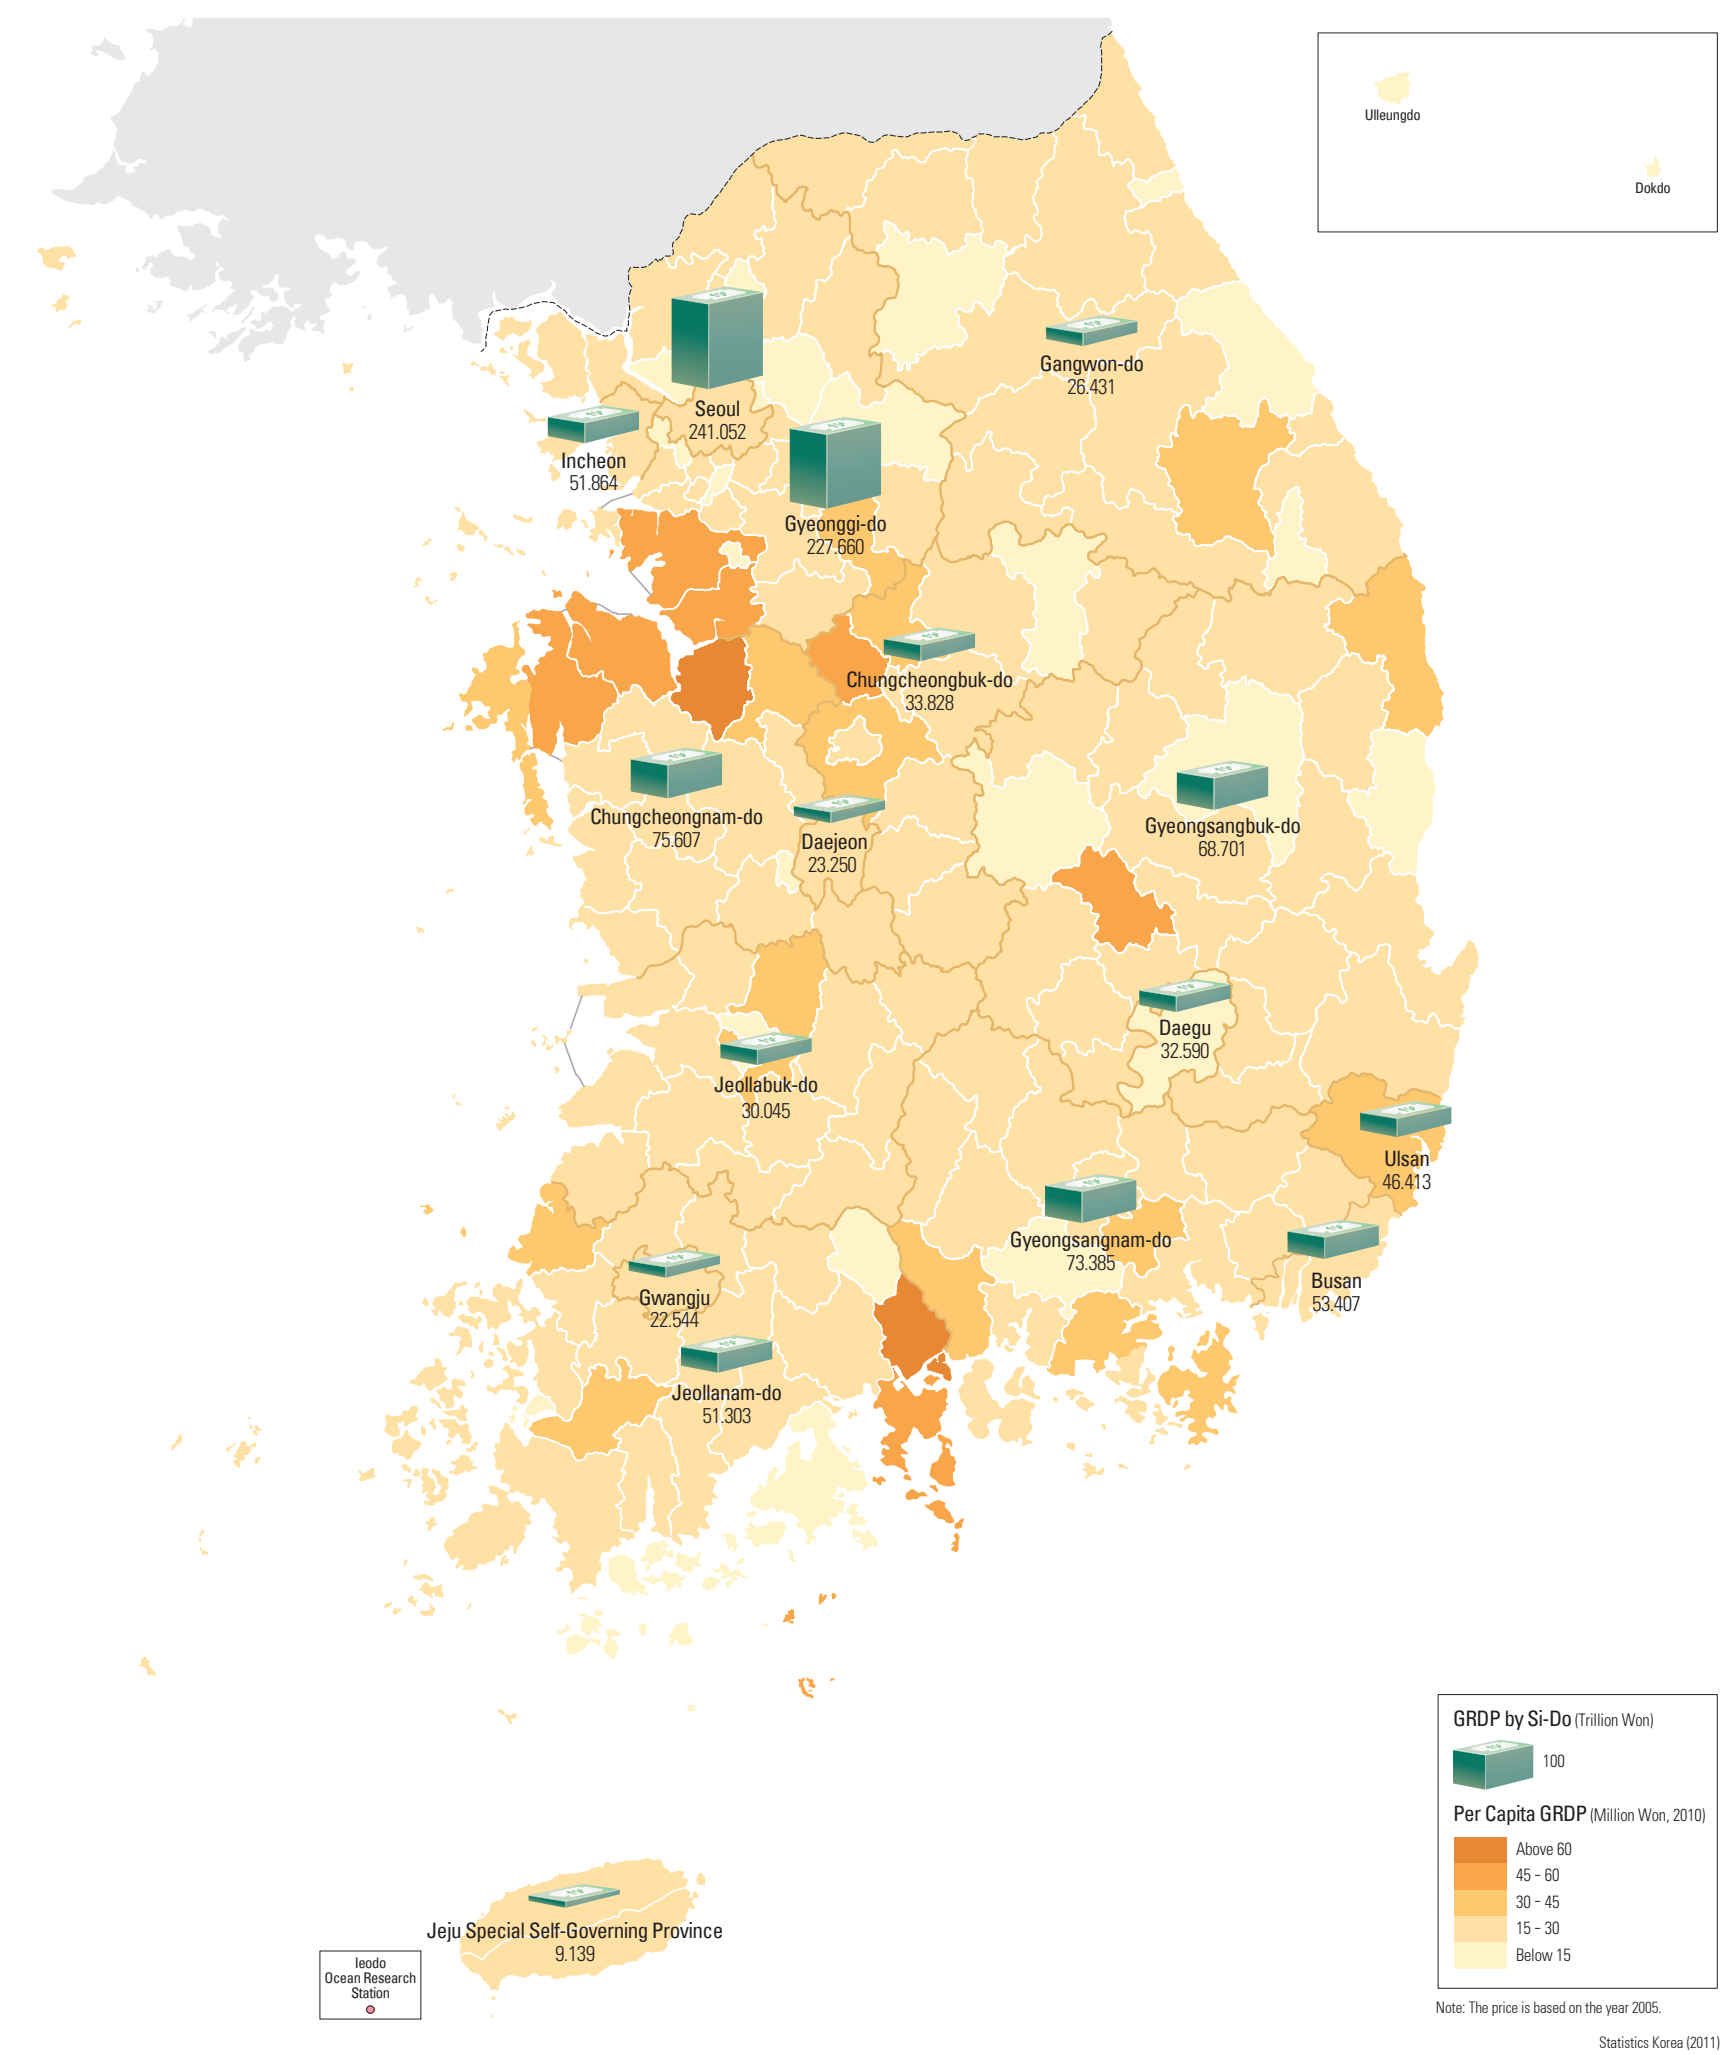 Ulleungdo
Dokdo
Gangwon-do
26.431
Seoul
241.052
Incheon
51.864
Gyeonggi-do
227.660
Chungcheongbuk-do
33.828
Chungcheongnam-do
75.607
Gyeongsangbuk-do
68.701
Daejeon
23.250
Daegu
32.590
Jeollabuk-do
30.045
Ulsan
46.413
Gyeongsangnam-do
73.385
Busan
53.407
Gwangju
22.544
Jeollanam-do
51.303
GRDP by Si-Do (Trillion Won)
100
Per Capita GRDP (Million Won, 2010)
Above 60
45 - 60
30 - 45
15 - 30
Below 15
Jeju Special Self-Governing Province
9.139
Ieodo
Ocean Research
Station
Note: The price is based on the year 2005.
Statistics Korea (2011)